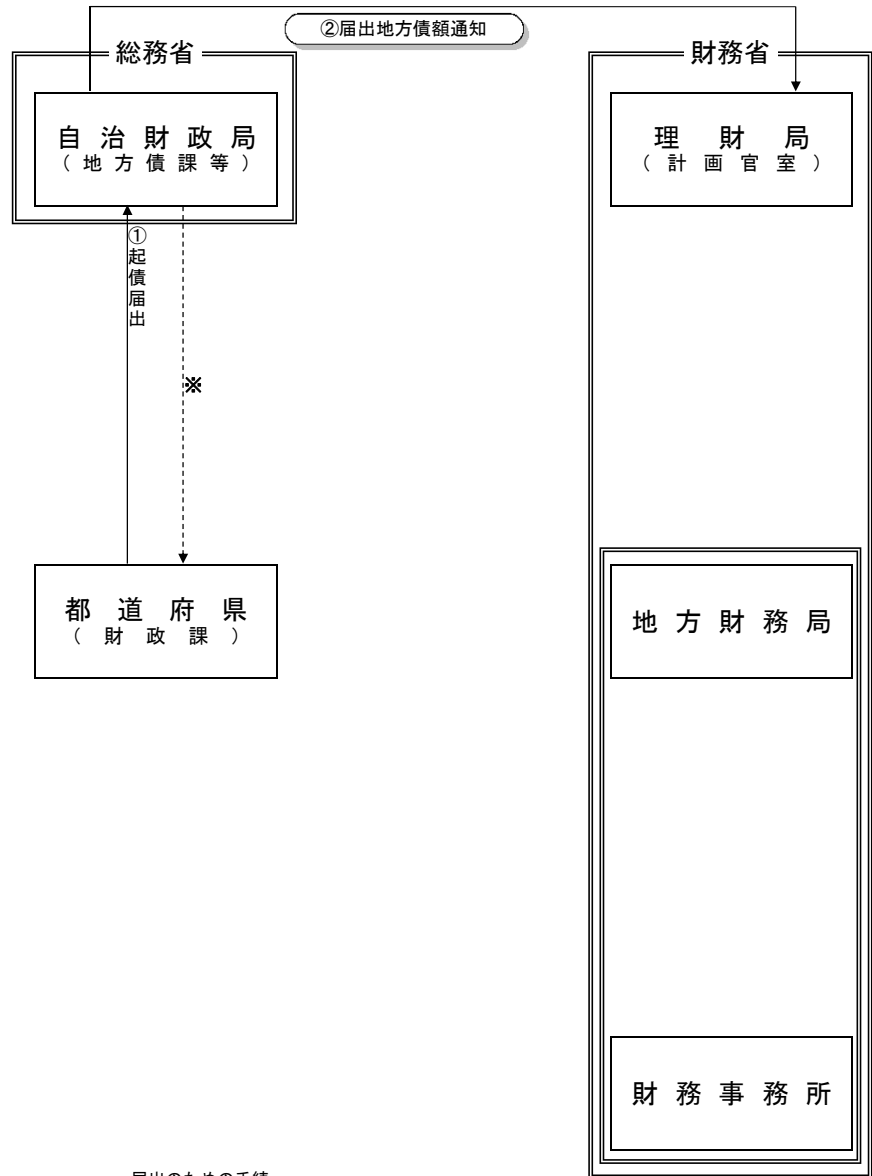 ②届出地方債額通知
総務省
財務省
自治財政局
(地方債課等)
理財局
(計画官室)
①起債届出
※
都道府県
(財政課)
地方財務局
財務事務所